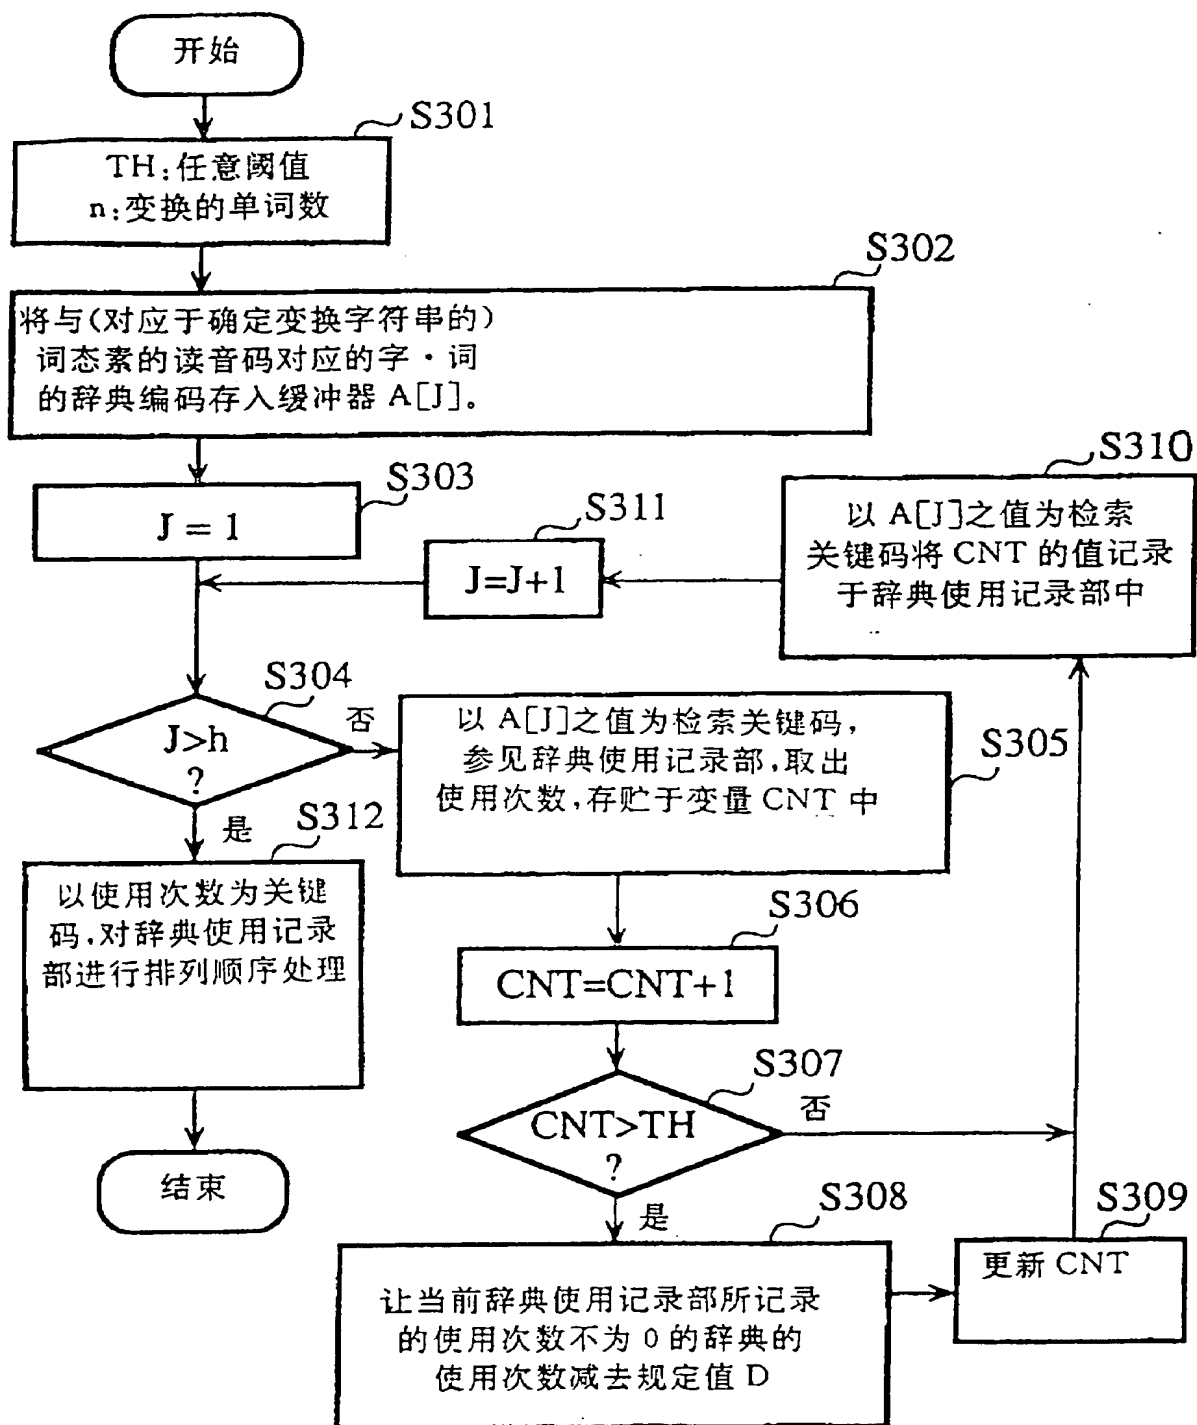 开始
S301
TH:任意阈值
n:变换的单词数
S302
将与(对应于确定变换字符串的)
词态素的读音码对应的字·词
的辞典编码存入缓冲器 A[J]。
S303
J = 1
S311
J=J+1
S310
以 A[J]之值为检索
关键码将 CNT 的值记录
于辞典使用记录部中
S304
J>h
?
否
是
S305
以 A[J]之值为检索关键码,
参见辞典使用记录部,取出
使用次数,存贮于变量 CNT 中
S312
以使用次数为关键
码,对辞典使用记录
部进行排列顺序处理
结束
S306
CNT=CNT+1
S307
CNT>TH
?
否
是
S308
让当前辞典使用记录部所记录
的使用次数不为 0 的辞典的
使用次数减去规定值 D
S309
更新 CNT